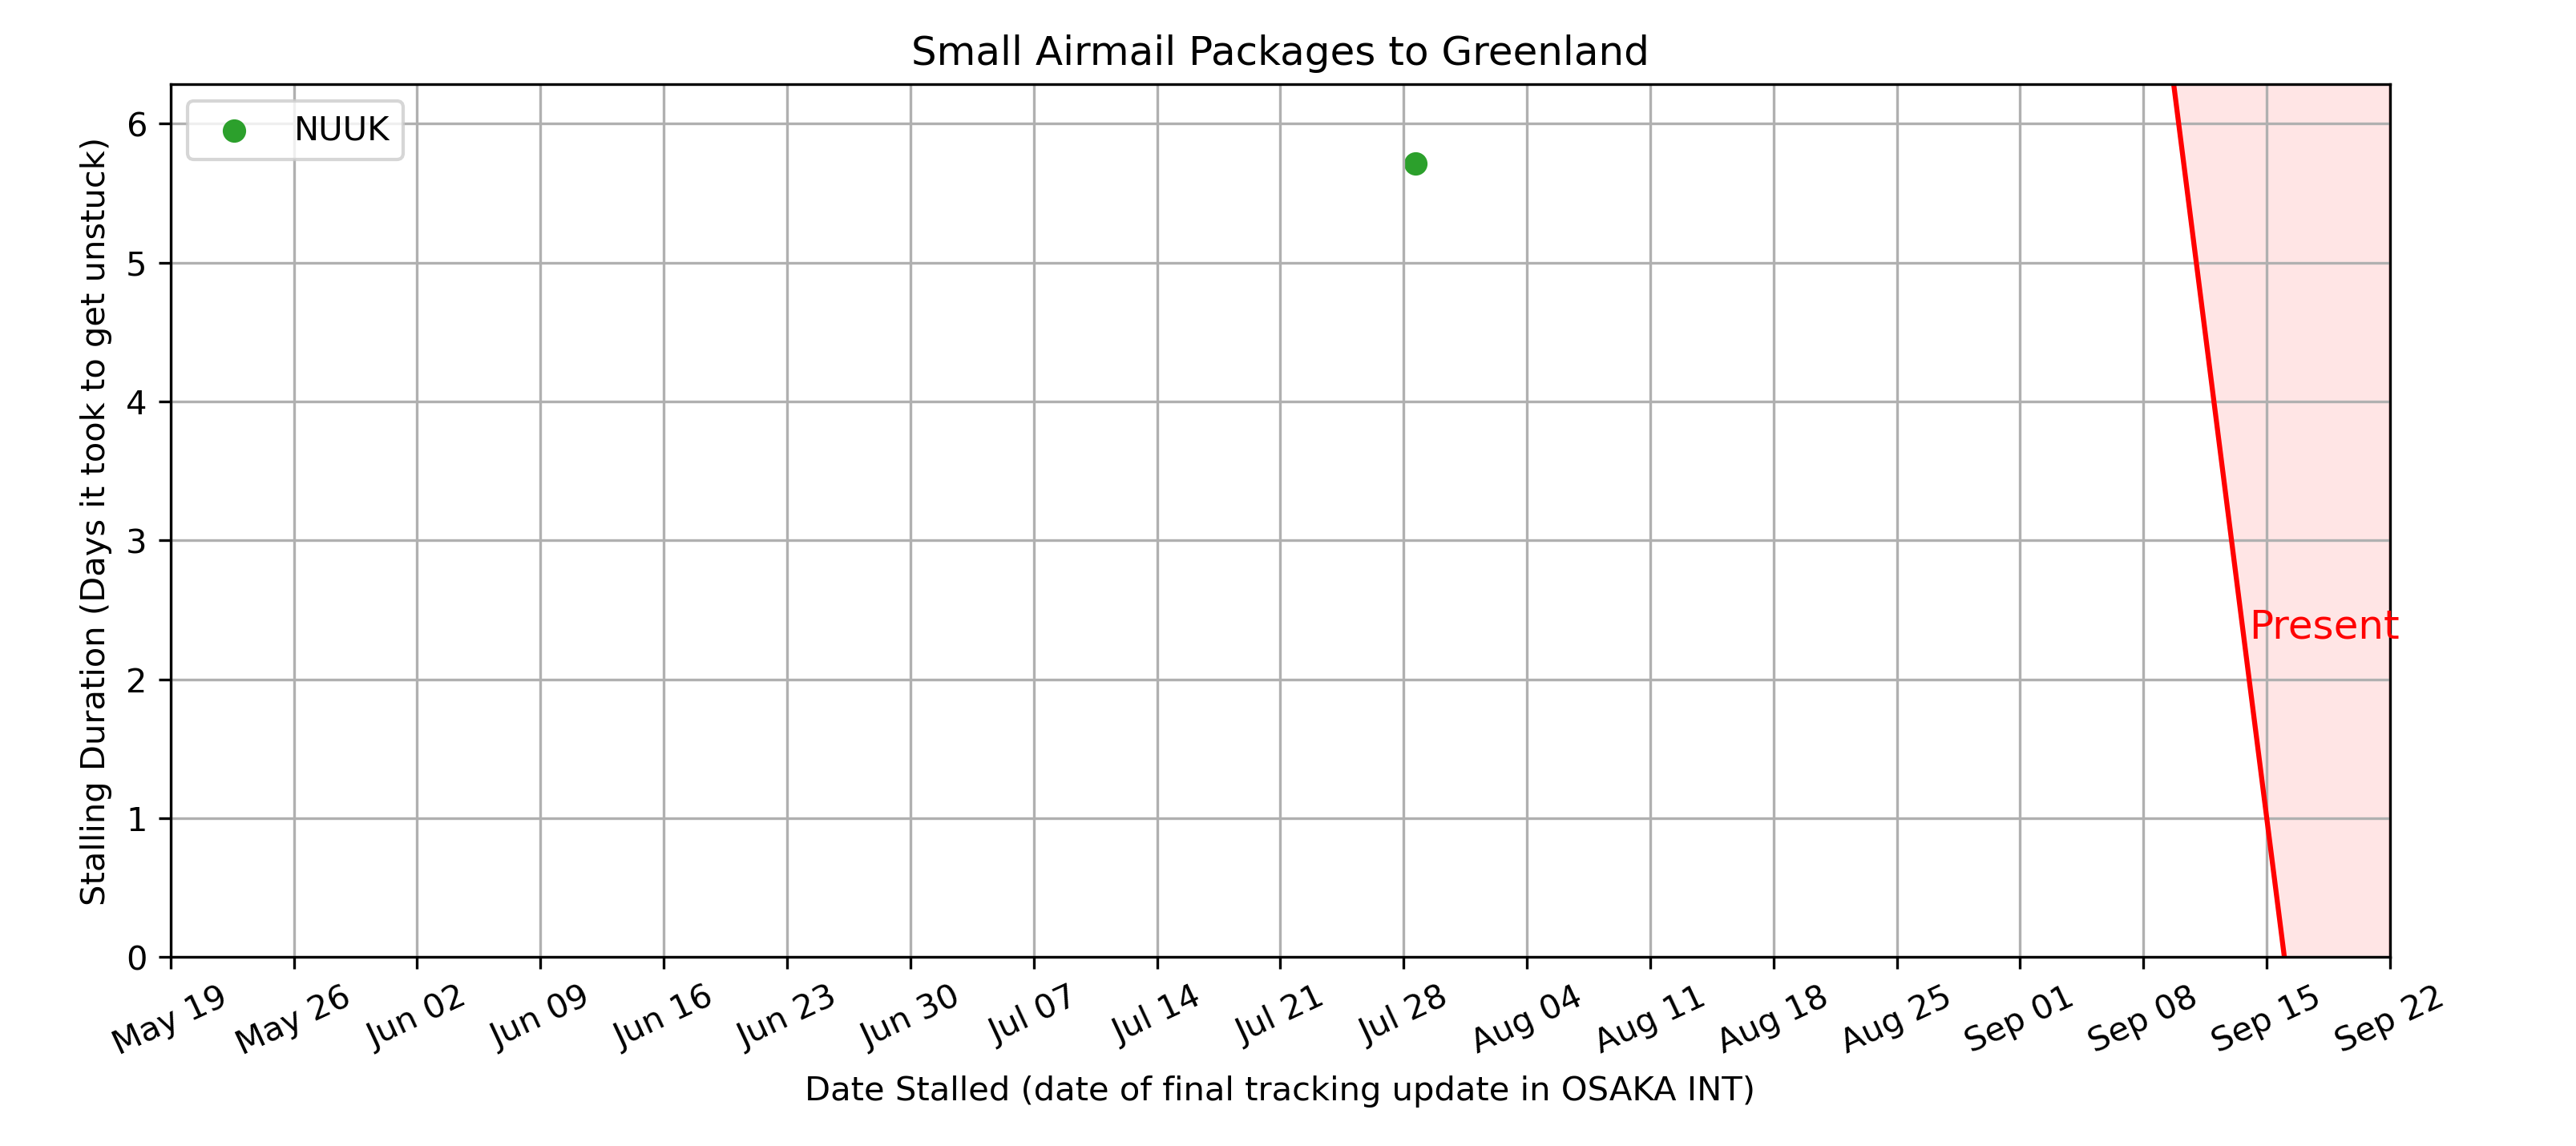 Small Airmail Packages to Greenland
NUUK
6
5
4
3
2
1
0
Stalling Duration (Days it took to get unstuck)
Present
May 19
May 26
Jun 02
Jun 09
Jun 16
Jun 23
Jun 30
Jul 07
Jul 14
Jul 21
Jul 28
Aug 04
Aug 11
Aug 18
Aug 25
Sep 01
Sep 08
Sep 15
Sep 22
Date Stalled (date of final tracking update in OSAKA INT)